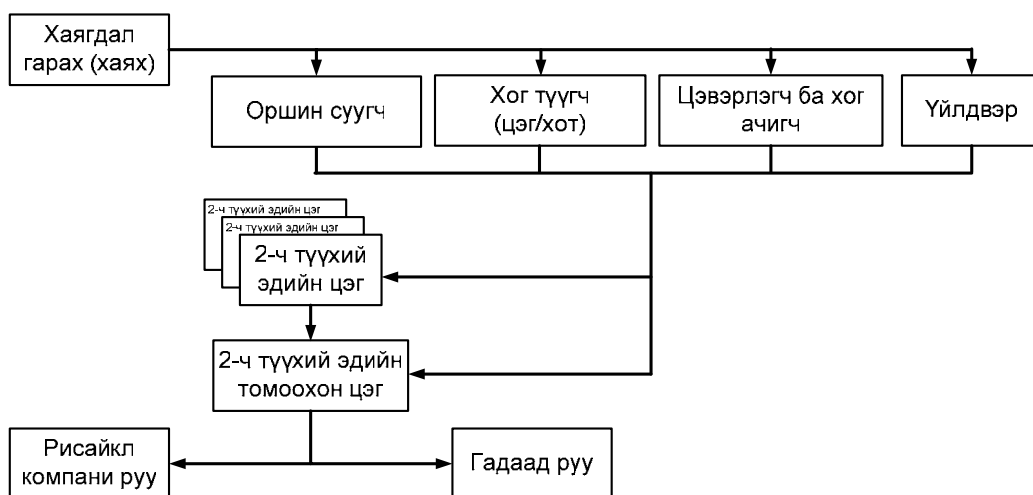 Хаягдал
гарах (хаях)
Оршин суугч
Хог түүгч
(цэг/хот)
Цэвэрлэгч ба хог
ачигч
Үйлдвэр
2-ч түүхий эдийн цэг
2-ч түүхий эдийн цэг
2-ч түүхий
эдийн цэг
2-ч түүхий эдийн
томоохон цэг
Рисайкл
компани руу
Гадаад руу